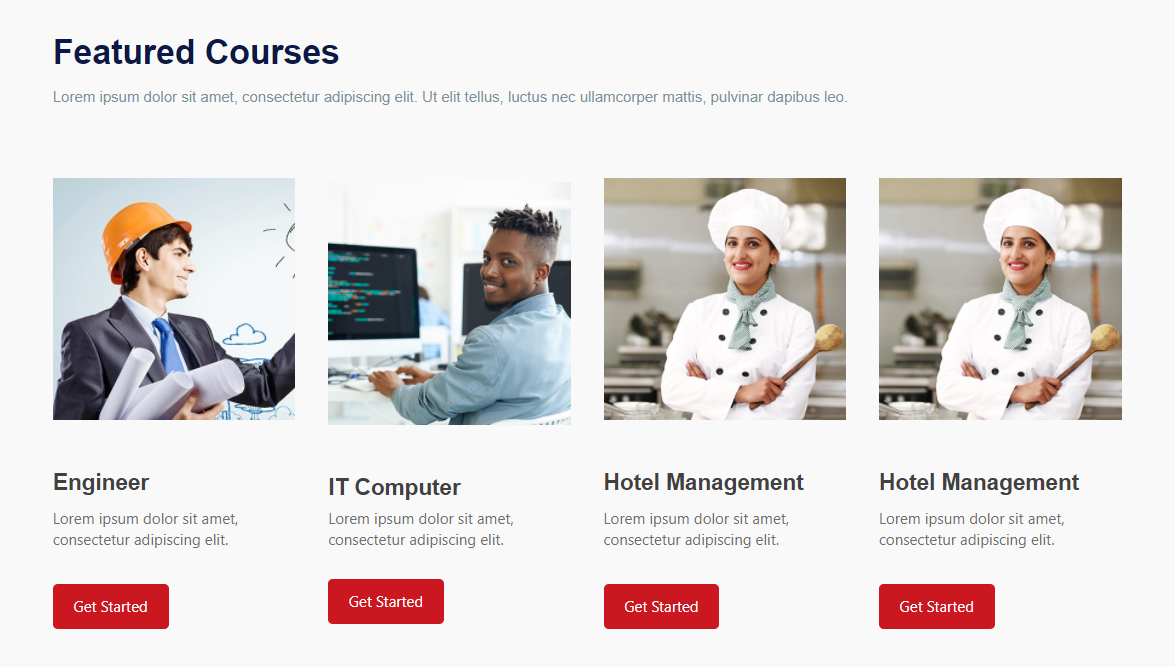 Featured Courses
Lorem ipsum dolor sit amet, consectetur adipiscing elit. Ut elit tellus, luctus nec ullamcorper mattis, pulvinar dapibus leo.
Engineer
Lorem ipsum dolor sit amet,
consectetur adipiscing elit.
Get Started
IT Computer
Lorem ipsum dolor sit amet,
consectetur adipiscing elit.
Get Started
Hotel Management
Lorem ipsum dolor sit amet,
consectetur adipiscing elit.
Get Started
Hotel Management
Lorem ipsum dolor sit amet,
consectetur adipiscing elit.
Get Started